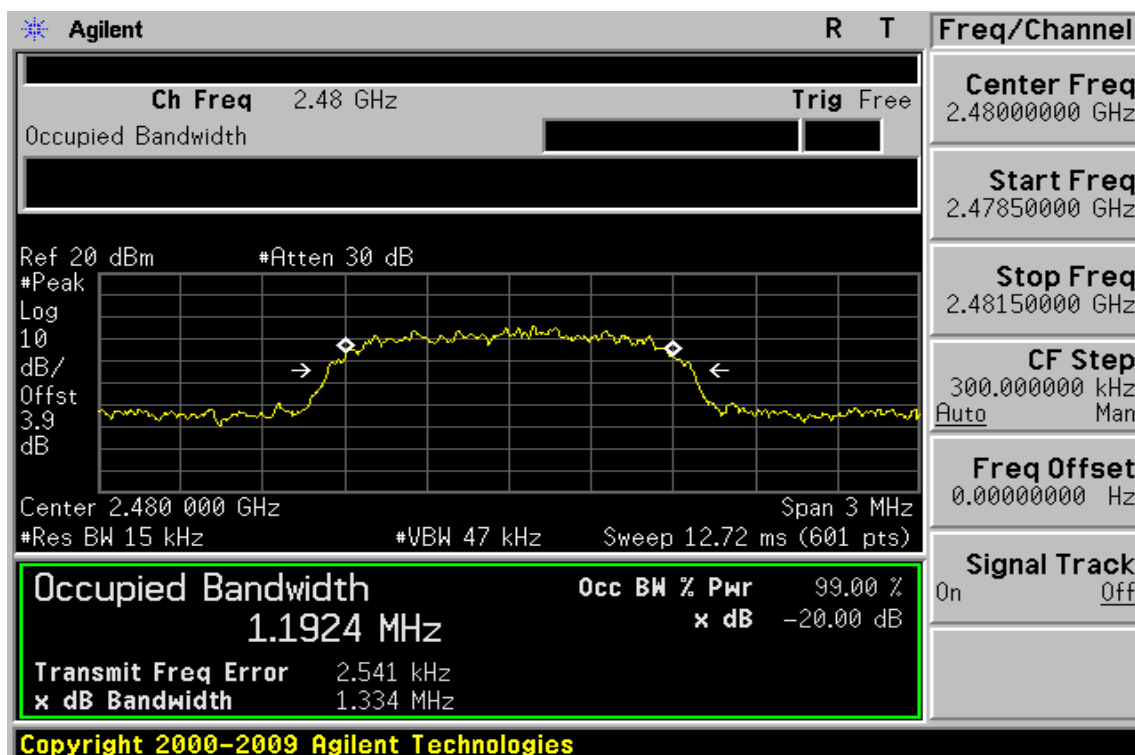 Agilent R T Freq/Channel
Ch Freq 2.48 GHz Trig Free
Occupied Bandwidth
Center Freq
2.48000000 GHz
Start Freq
2.47850000 GHz
Stop Freq
2.48150000 GHz
CF Step
300.000000 kHz
Auto Man
Freq Offset
0.00000000 Hz
Signal Track
On Off
Ref 20 dBm #Atten 30 dB
#Peak
Log
10
dB/
Offst
3.9
dB
Center 2.480 000 GHz Span 3 MHz
#Res BW 15 kHz #VBW 47 kHz Sweep 12.72 ms (601 pts)
Occupied Bandwidth Occ BW % Pwr 99.00 %
1.1924 MHz x dB -20.00 dB
Transmit Freq Error 2.541 kHz
x dB Bandwidth 1.334 MHz
Copyright 2000-2009 Agilent Technologies